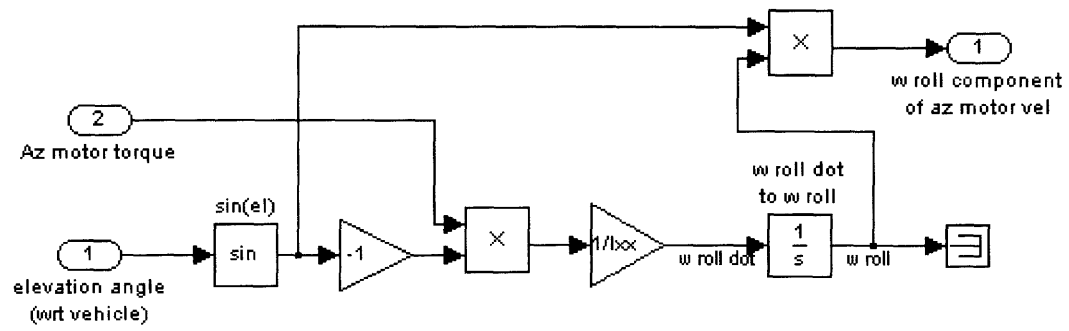 ×
1
w roll component
of az motor vel
2
Az motor torque
w roll dot
to w roll
sin(el)
1
sin
-1
×
1/Ixx
w roll dot
1
s
w roll
elevation angle
(wrt vehicle)